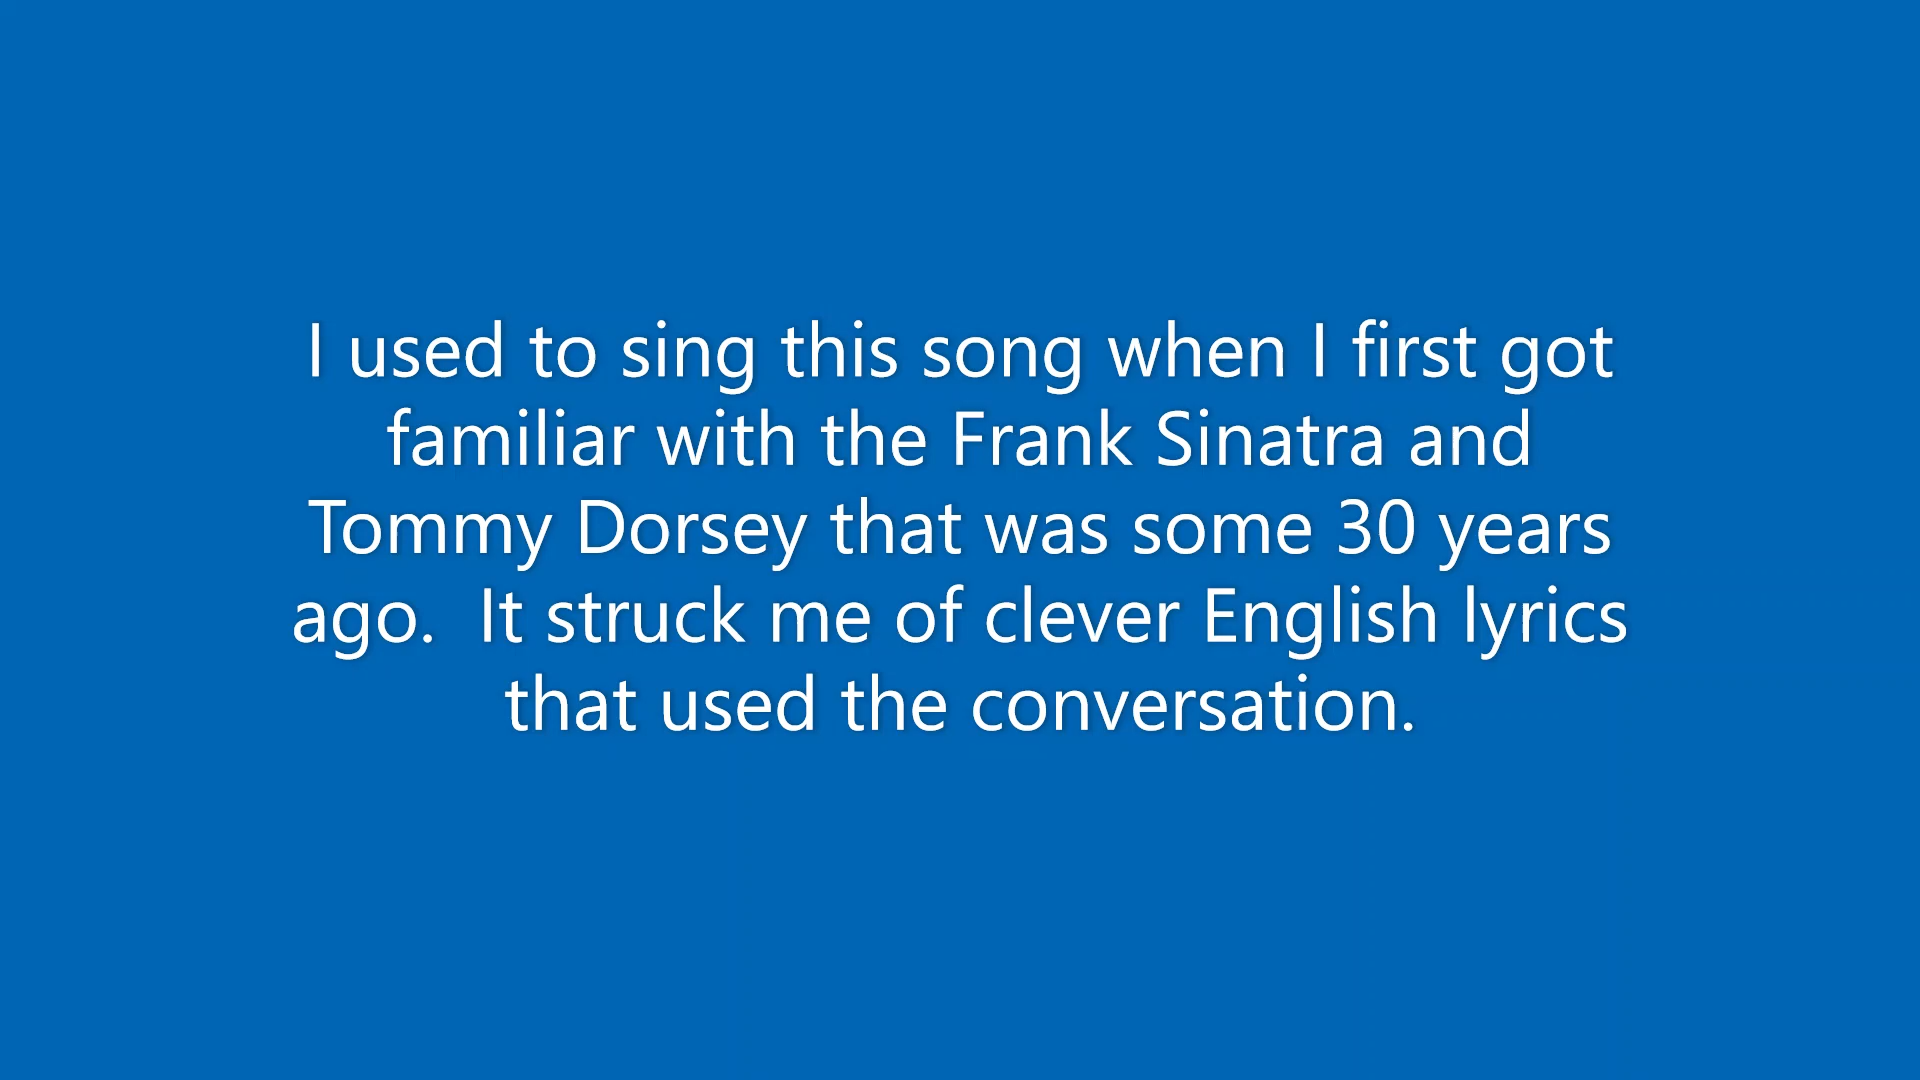 I used to sing this song when I first got
familiar with the Frank Sinatra and
Tommy Dorsey that was some 30 years
ago.  It struck me of clever English lyrics
that used the conversation.